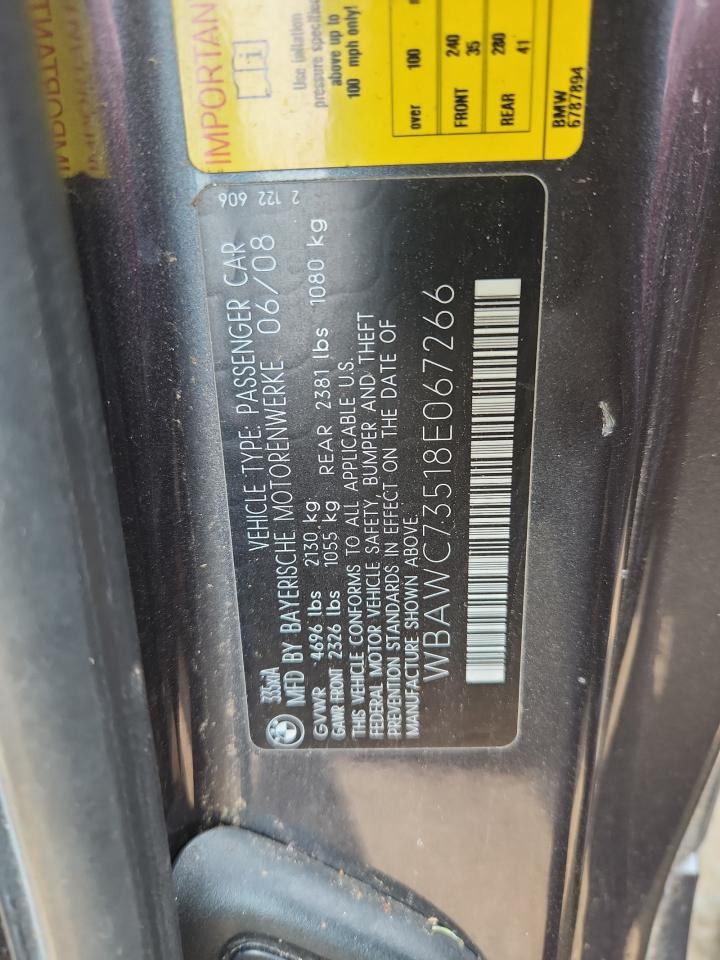 IMPORTANT
Use inflation
pressure specified
above up to
100 mph only!
over 100
FRONT 240
35
REAR 280
41
BMW
6787894
335xiA
VEHICLE TYPE: PASSENGER CAR
2 122 606
MFD BY BAYERISCHE MOTORENWERKE 06/08
GVWR 4696 lbs 2130 kg
GAWR FRONT 2326 lbs 1055 kg REAR 2381 lbs 1080 kg
THIS VEHICLE CONFORMS TO ALL APPLICABLE U.S.
FEDERAL MOTOR VEHICLE SAFETY, BUMPER AND THEFT
PREVENTION STANDARDS IN EFFECT ON THE DATE OF
MANUFACTURE SHOWN ABOVE.
WBAWC73518E067266